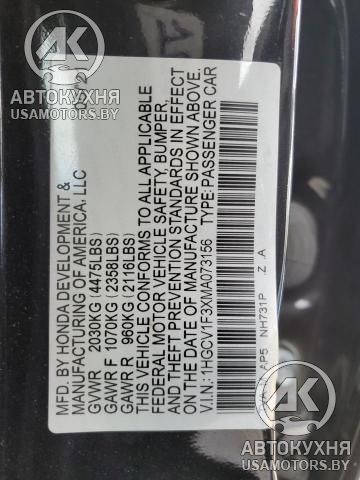 MFD. BY HONDA DEVELOPMENT &
MANUFACTURING OF AMERICA, LLC
GVWR 2030KG (4475LBS)
GAWR F 1070KG (2358LBS)
GAWR R 960KG (2116LBS)
THIS VEHICLE CONFORMS TO ALL APPLICABLE
FEDERAL MOTOR VEHICLE SAFETY, BUMPER,
AND THEFT PREVENTION STANDARDS IN EFFECT
ON THE DATE OF MANUFACTURE SHOWN ABOVE.
V.I.N.: 1HGCV1F3XMA073156 TYPE: PASSENGER CAR
AP5 NH731P Z A
АК
АВТОКУХНЯ
USAMOTORS.BY
АК
АВТОКУХНЯ
USAMOTORS.BY